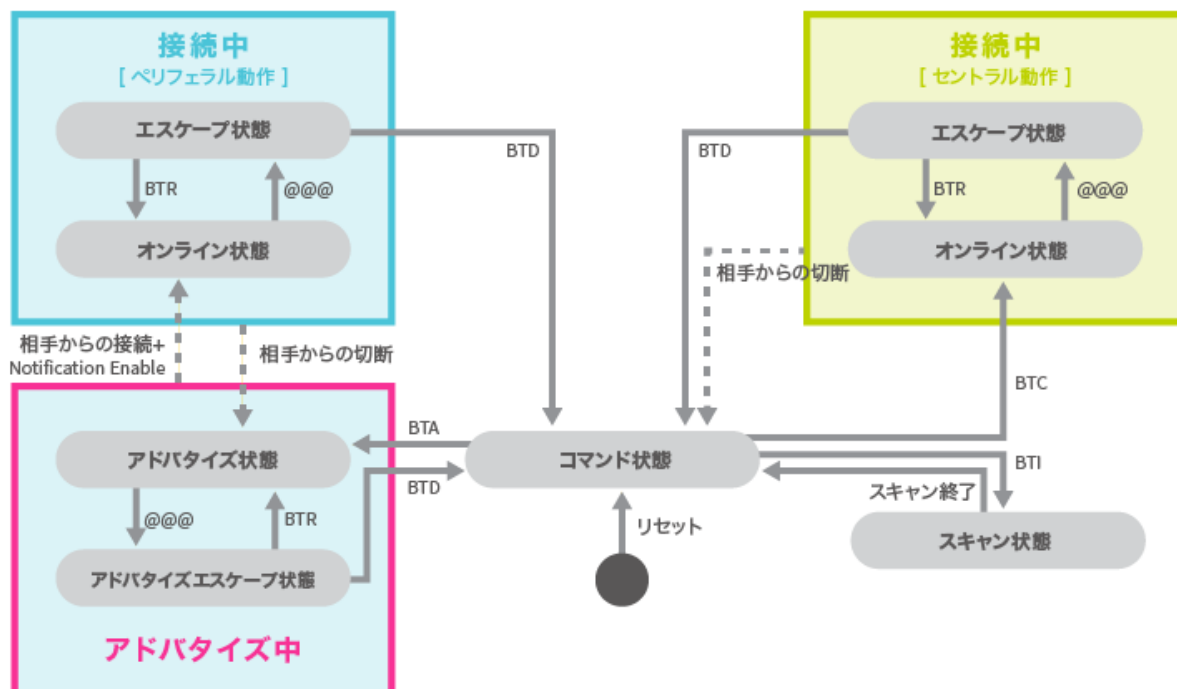 接続中
[ ペリフェラル動作 ]
エスケープ状態
BTR
@@@
オンライン状態
相手からの接続+
Notification Enable
相手からの切断
BTD
BTD
接続中
[ セントラル動作 ]
エスケープ状態
BTR
@@@
オンライン状態
相手からの切断
アドバタイズ状態
@@@
BTR
アドバタイズエスケープ状態
アドバタイズ中
BTA
BTD
コマンド状態
リセット
BTC
BTI
スキャン終了
スキャン状態